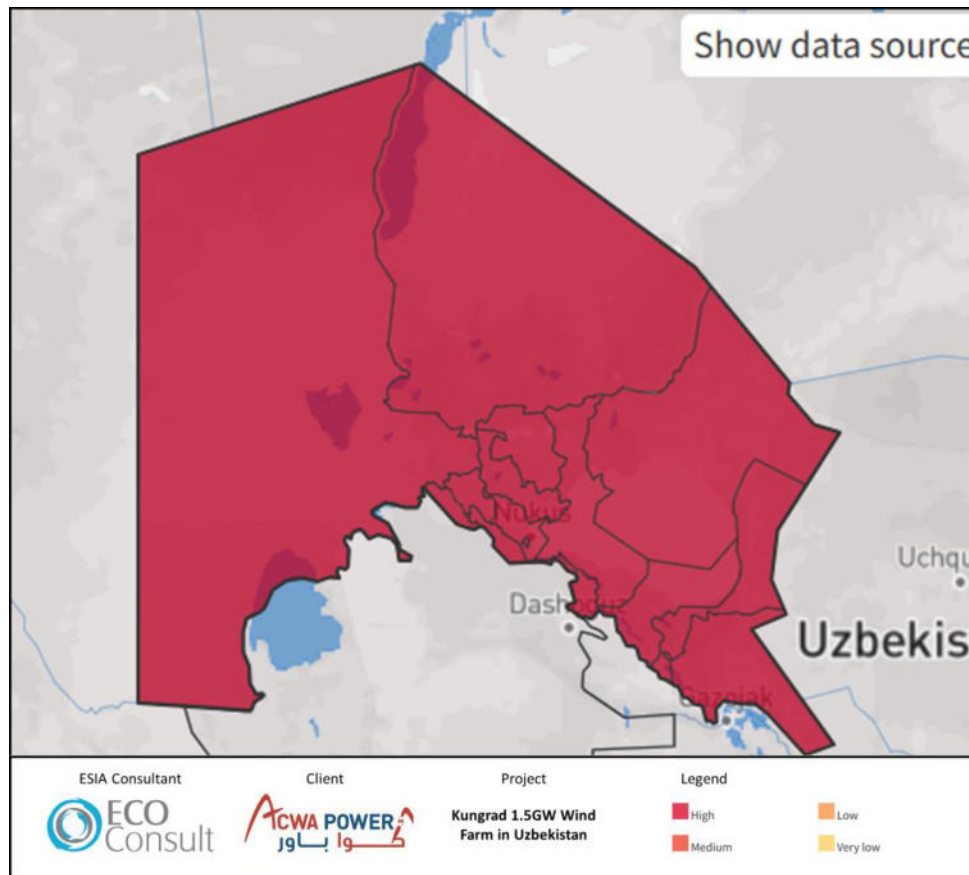 Show data source
Nukus
Uchqu
Dashoguz
Uzbekis
Gazojak
ESIA Consultant
Client
Project
Legend
ECO
Consult
ACWA POWER
أكوا باور
Kungrad 1.5GW Wind
Farm in Uzbekistan
High
Low
Medium
Very low